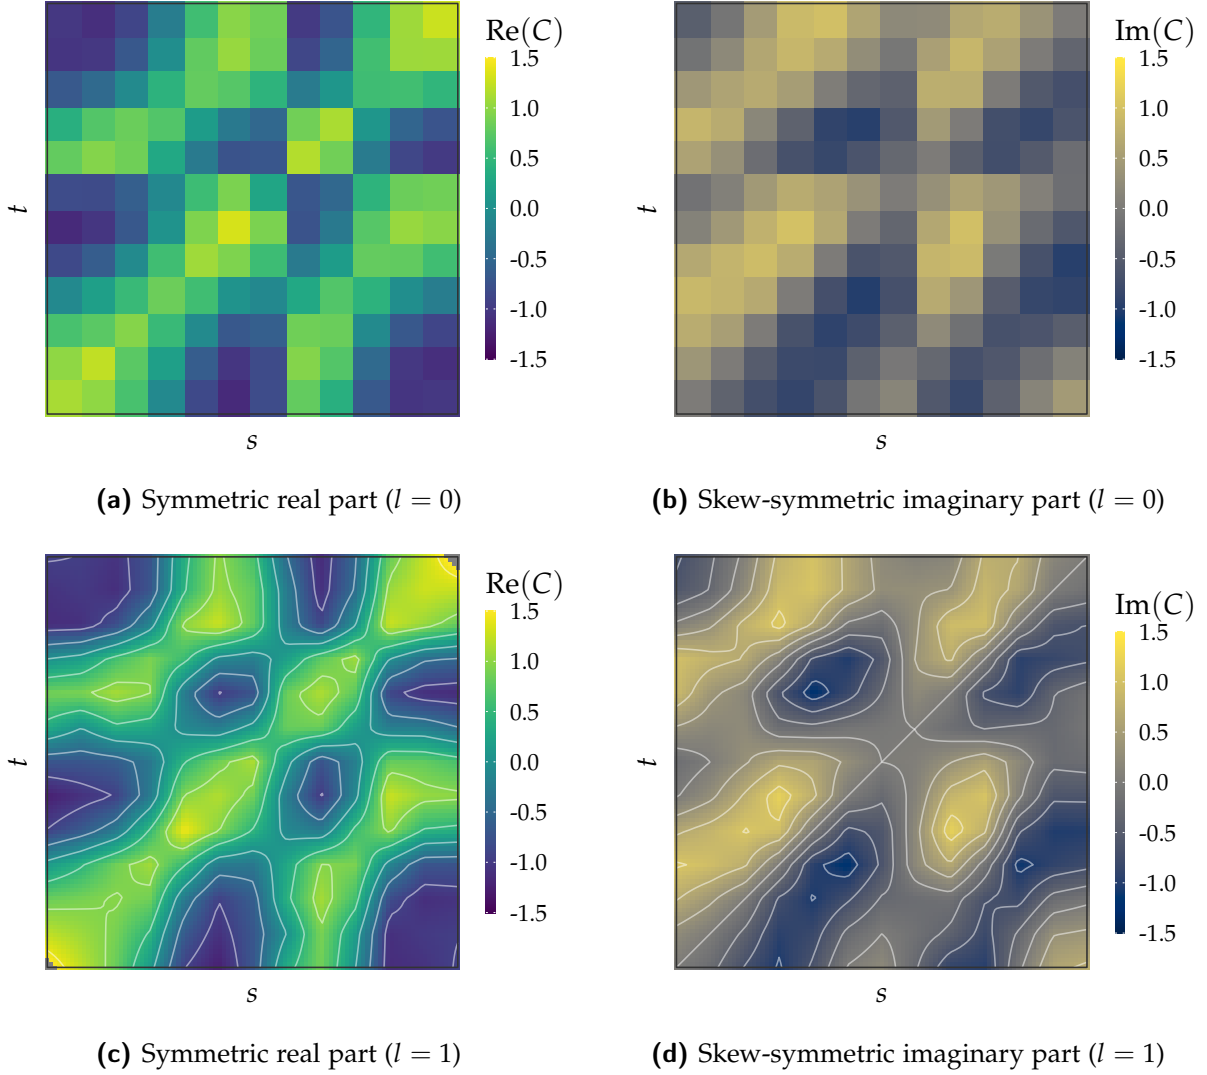 Re(C)
1.5
1.0
0.5
0.0
-0.5
-1.0
-1.5
t
s
(a) Symmetric real part (l = 0)
Im(C)
1.5
1.0
0.5
0.0
-0.5
-1.0
-1.5
t
s
(b) Skew-symmetric imaginary part (l = 0)
Re(C)
1.5
1.0
0.5
0.0
-0.5
-1.0
-1.5
t
s
(c) Symmetric real part (l = 1)
Im(C)
1.5
1.0
0.5
0.0
-0.5
-1.0
-1.5
t
s
(d) Skew-symmetric imaginary part (l = 1)